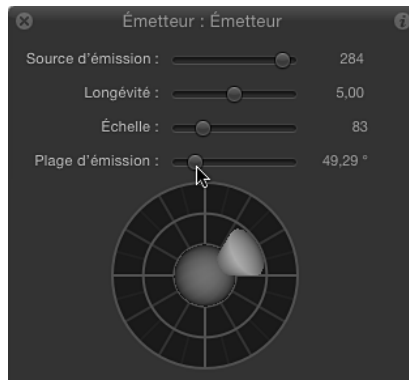 Émetteur : Émetteur
Source d’émission : 284
Longévité : 5,00
Échelle : 83
Plage d’émission : 49,29 °